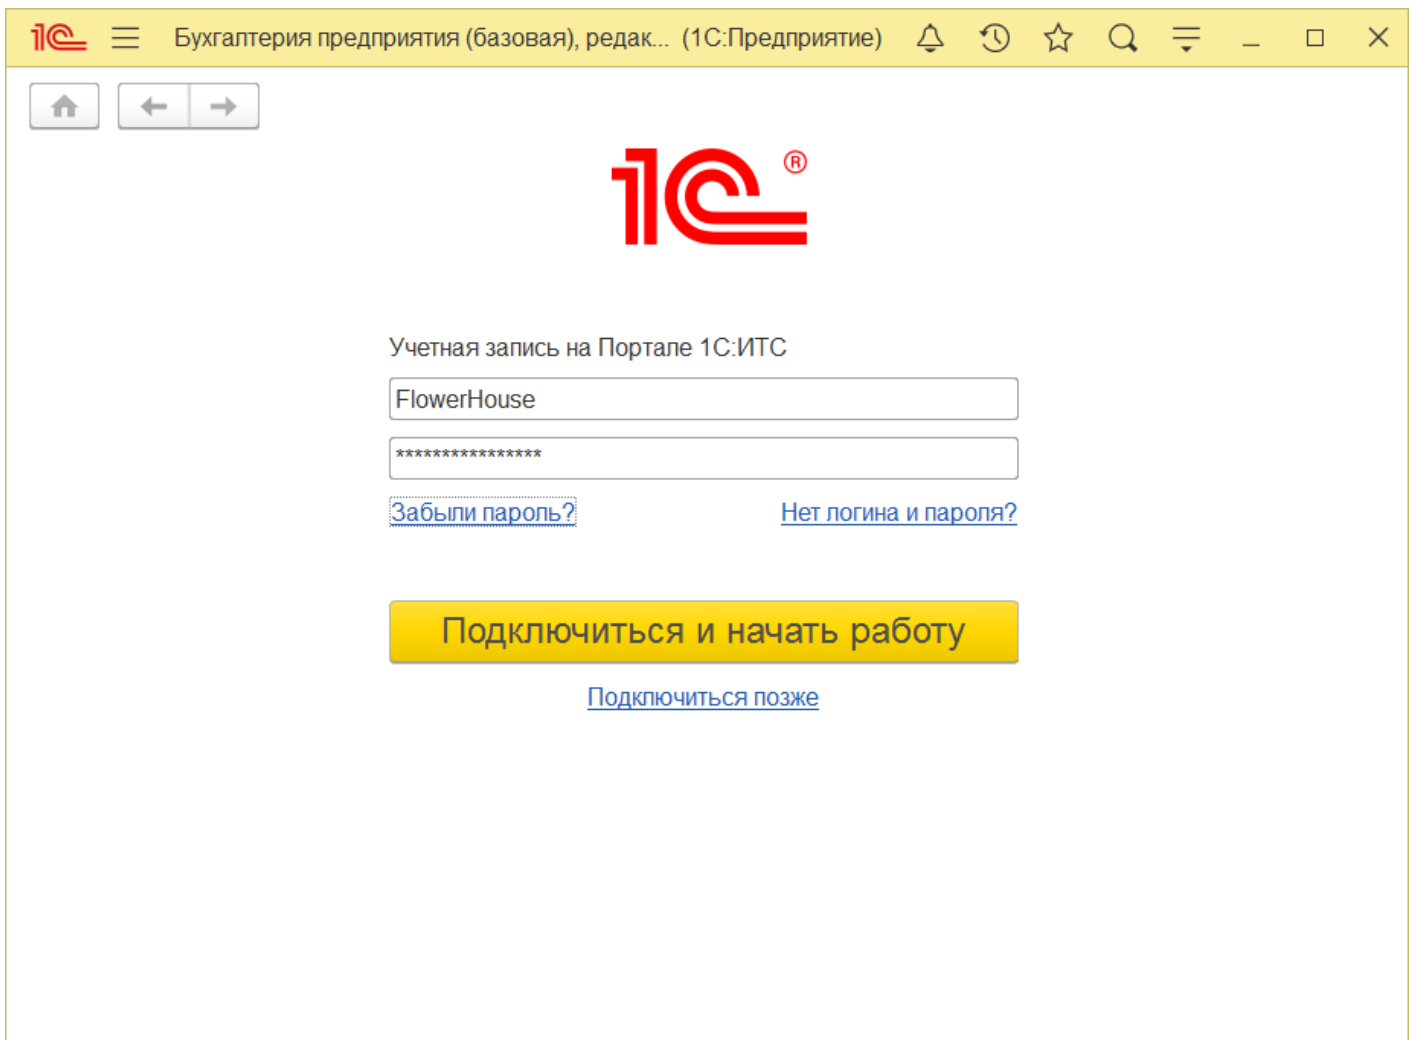 1С Бухгалтерия предприятия (базовая), редак... (1С:Предприятие)
1С ®
Учетная запись на Портале 1С:ИТС
FlowerHouse
****************
Забыли пароль? Нет логина и пароля?
Подключиться и начать работу
Подключиться позже